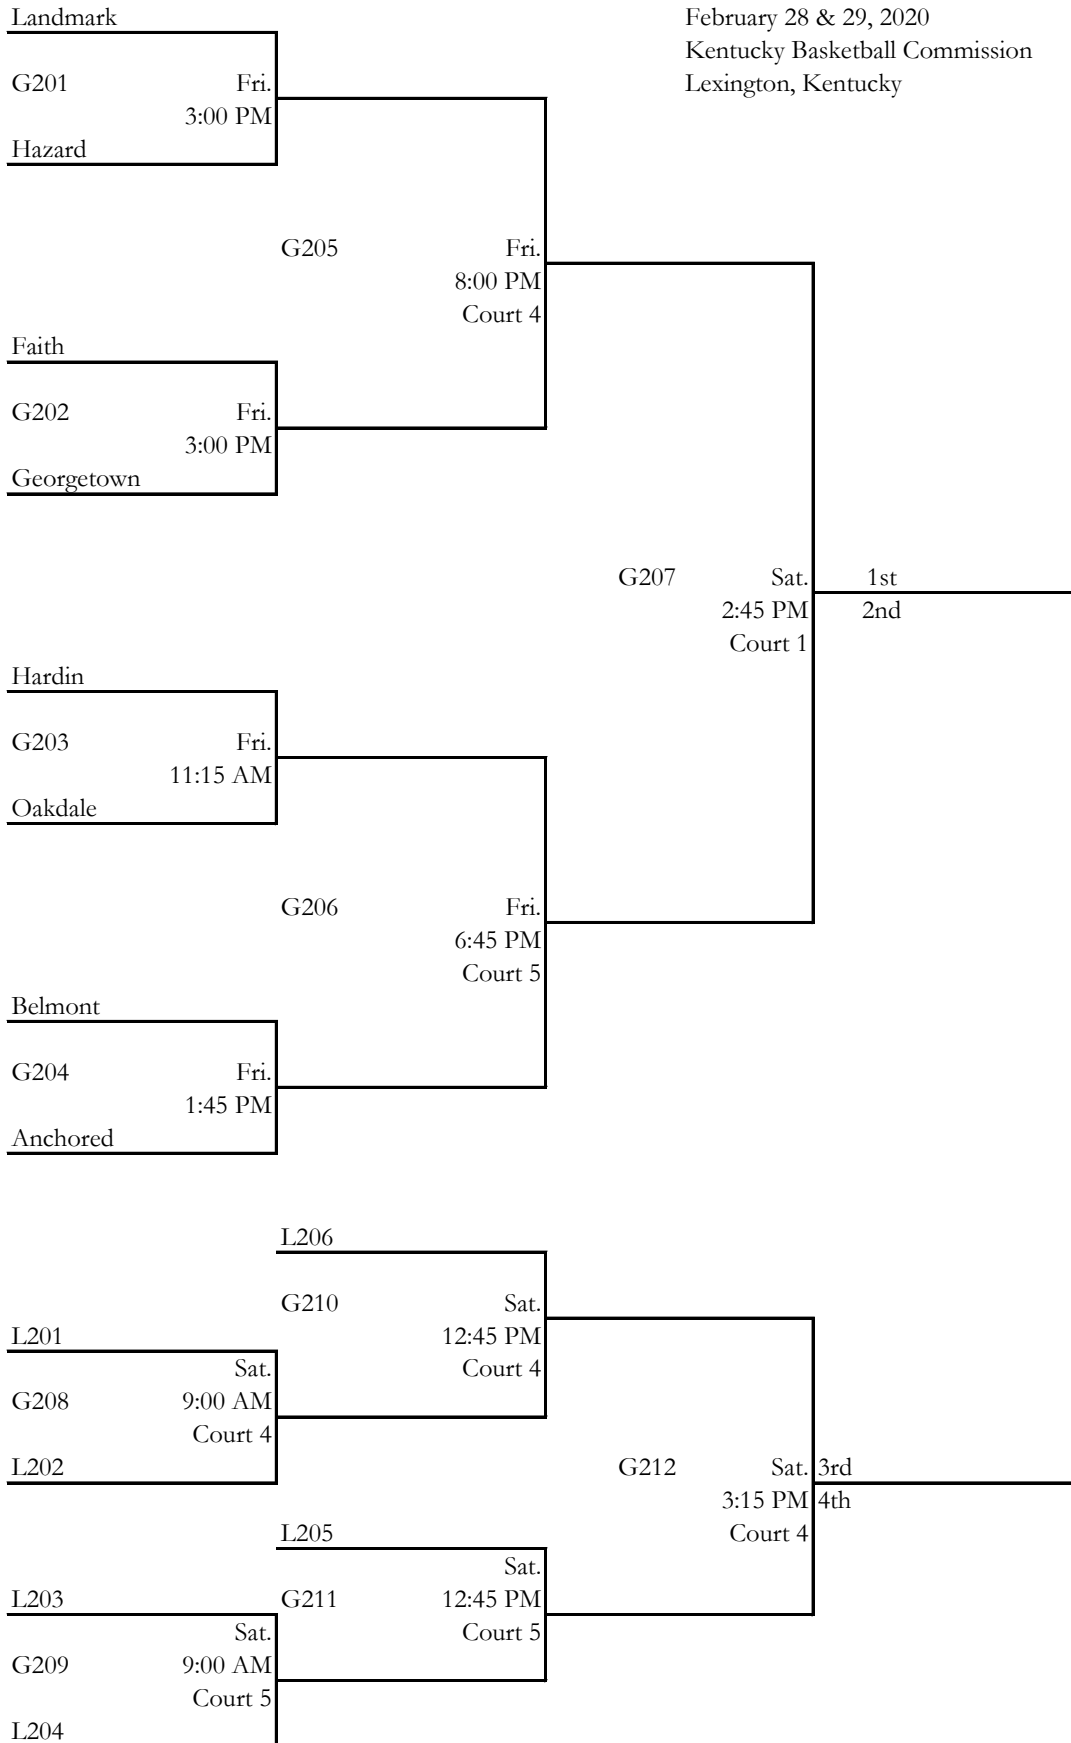 Landmark
February 28 & 29, 2020
Kentucky Basketball Commission
Lexington, Kentucky
G201 Fri.
3:00 PM
Hazard
G205 Fri.
8:00 PM
Court 4
Faith
G202 Fri.
3:00 PM
Georgetown
G207 Sat. 1st
2:45 PM 2nd
Court 1
Hardin
G203 Fri.
11:15 AM
Oakdale
G206 Fri.
6:45 PM
Court 5
Belmont
G204 Fri.
1:45 PM
Anchored
L206
G210 Sat.
L201 12:45 PM
Sat. Court 4
G208 9:00 AM
Court 4
L202 G212 Sat. 3rd
3:15 PM 4th
L205 Court 4
Sat.
L203 G211 12:45 PM
Sat. Court 5
G209 9:00 AM
Court 5
L204